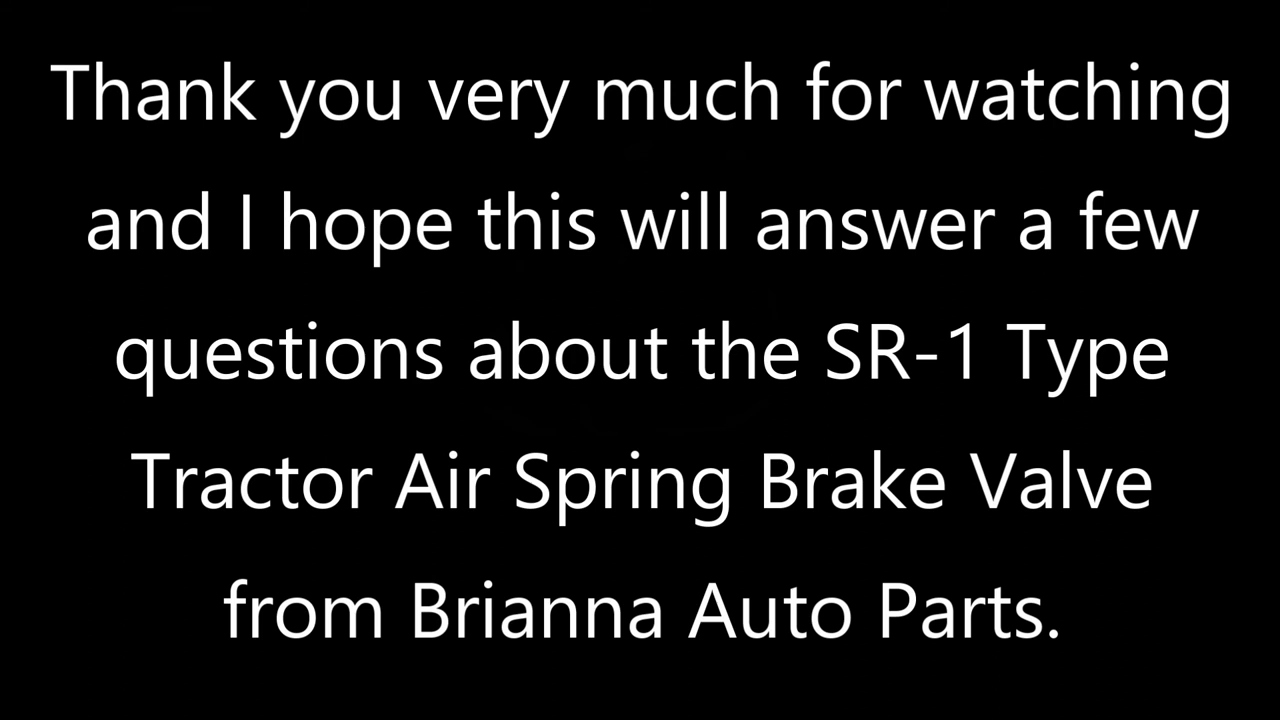 Thank you very much for watching
and I hope this will answer a few
questions about the SR-1 Type
Tractor Air Spring Brake Valve
from Brianna Auto Parts.